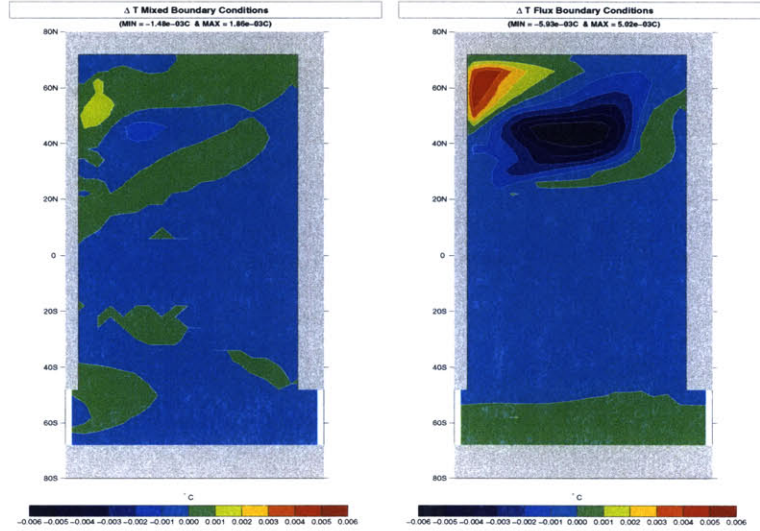 Δ T Mixed Boundary Conditions
(MIN = -1.48e-03C & MAX = 1.86e-03C)
80N
60N
40N
20N
0
20S
40S
60S
80S
°C
-0.006 -0.005 -0.004 -0.003 -0.002 -0.001 0.000 0.001 0.002 0.003 0.004 0.005 0.006
Δ T Flux Boundary Conditions
(MIN = -5.93e-03C & MAX = 5.02e-03C)
80N
60N
40N
20N
0
20S
40S
60S
80S
°C
-0.006 -0.005 -0.004 -0.003 -0.002 -0.001 0.000 0.001 0.002 0.003 0.004 0.005 0.006